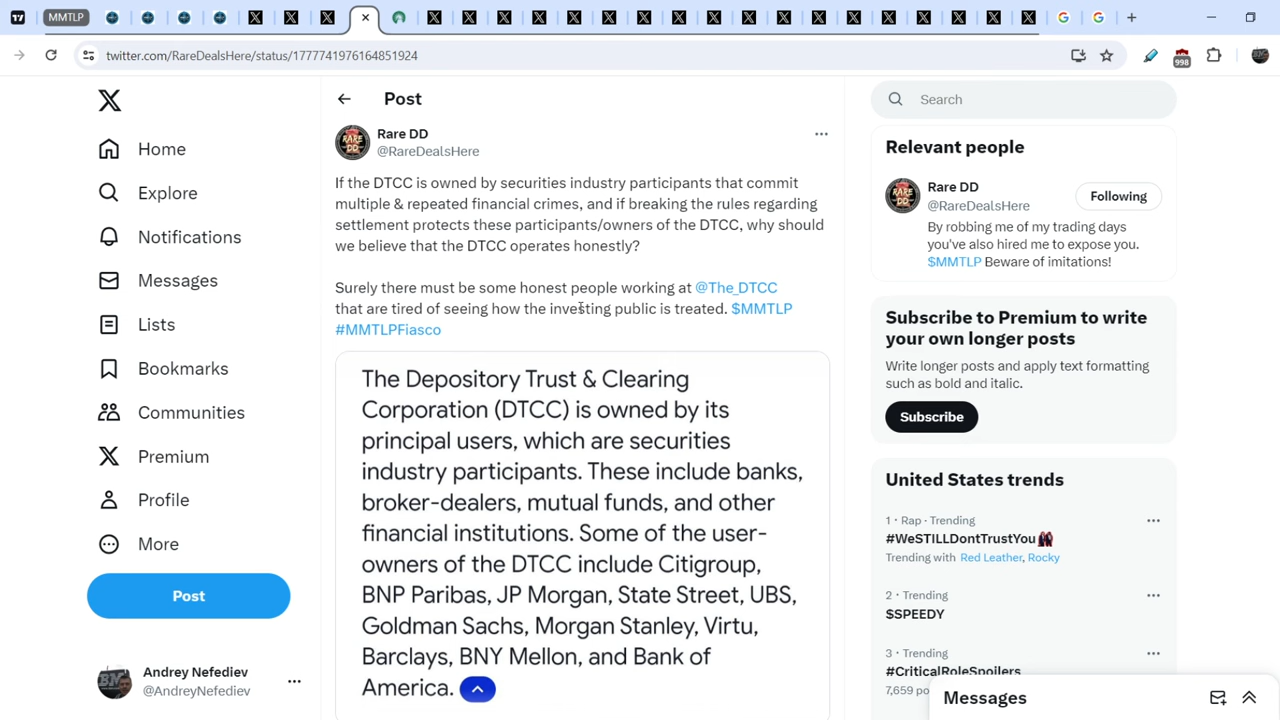 MMTLP
twitter.com/RareDealsHere/status/1777741976164851924
998
Home
Explore
Notifications
Messages
Lists
Bookmarks
Communities
Premium
Profile
More
Post
Andrey Nefediev
@AndreyNefediev
Post
Rare DD
@RareDealsHere
If the DTCC is owned by securities industry participants that commit
multiple & repeated financial crimes, and if breaking the rules regarding
settlement protects these participants/owners of the DTCC, why should
we believe that the DTCC operates honestly?
Surely there must be some honest people working at @The_DTCC
that are tired of seeing how the investing public is treated. $MMTLP
#MMTLPFiasco
The Depository Trust & Clearing
Corporation (DTCC) is owned by its
principal users, which are securities
industry participants. These include banks,
broker-dealers, mutual funds, and other
financial institutions. Some of the user-
owners of the DTCC include Citigroup,
BNP Paribas, JP Morgan, State Street, UBS,
Goldman Sachs, Morgan Stanley, Virtu,
Barclays, BNY Mellon, and Bank of
America.
Search
Relevant people
Rare DD
@RareDealsHere
Following
By robbing me of my trading days
you've also hired me to expose you.
$MMTLP Beware of imitations!
Subscribe to Premium to write
your own longer posts
Write longer posts and apply text formatting
such as bold and italic.
Subscribe
United States trends
1 · Rap · Trending
#WeSTILLDontTrustYou
Trending with Red Leather, Rocky
2 · Trending
$SPEEDY
3 · Trending
#CriticalRoleSpoilers
7,659 po
Messages